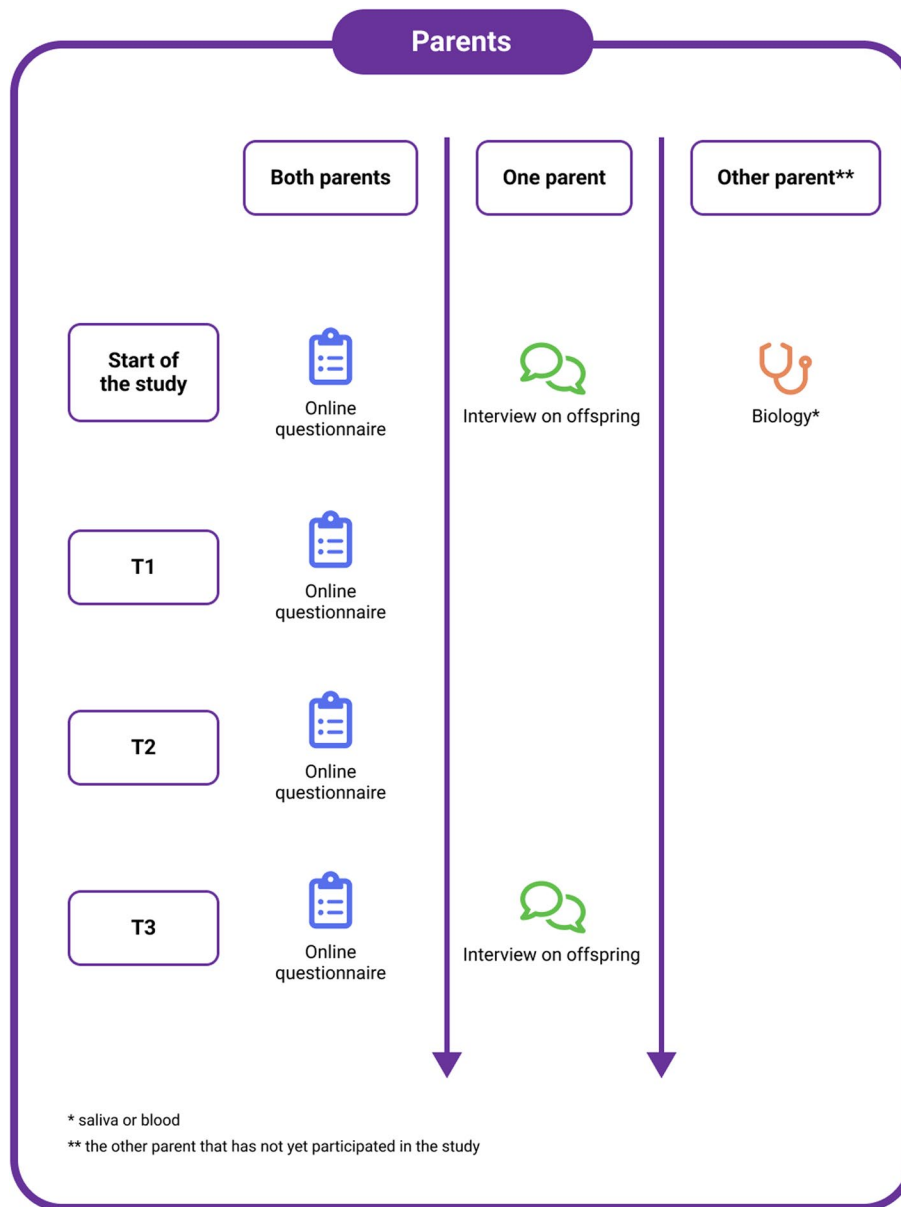 Parents
Both parents
One parent
Other parent**
Start of
the study
Online
questionnaire
Interview on offspring
Biology*
T1
Online
questionnaire
T2
Online
questionnaire
T3
Online
questionnaire
Interview on offspring
* saliva or blood
** the other parent that has not yet participated in the study